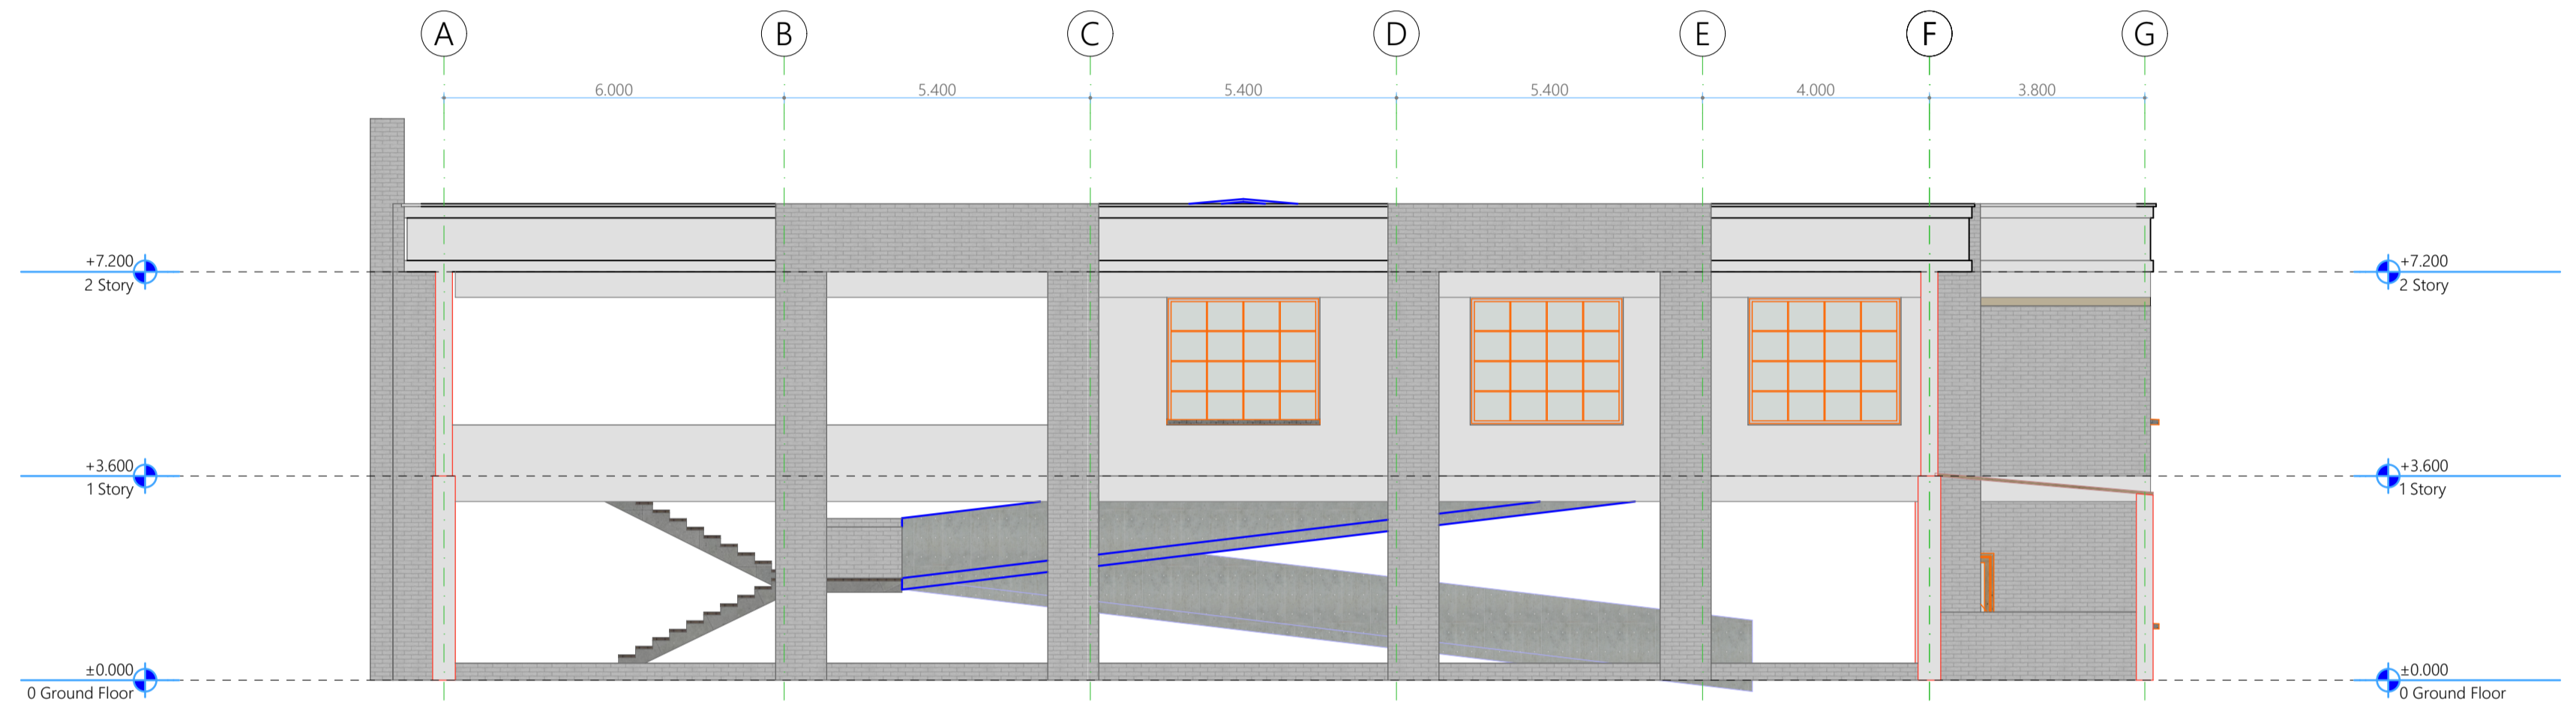 A B C D E F G
6.000 5.400 5.400 5.400 4.000 3.800
+7.200 +7.200
2 Story 2 Story
+3.600 +3.600
1 Story 1 Story
±0.000 ±0.000
0 Ground Floor 0 Ground Floor